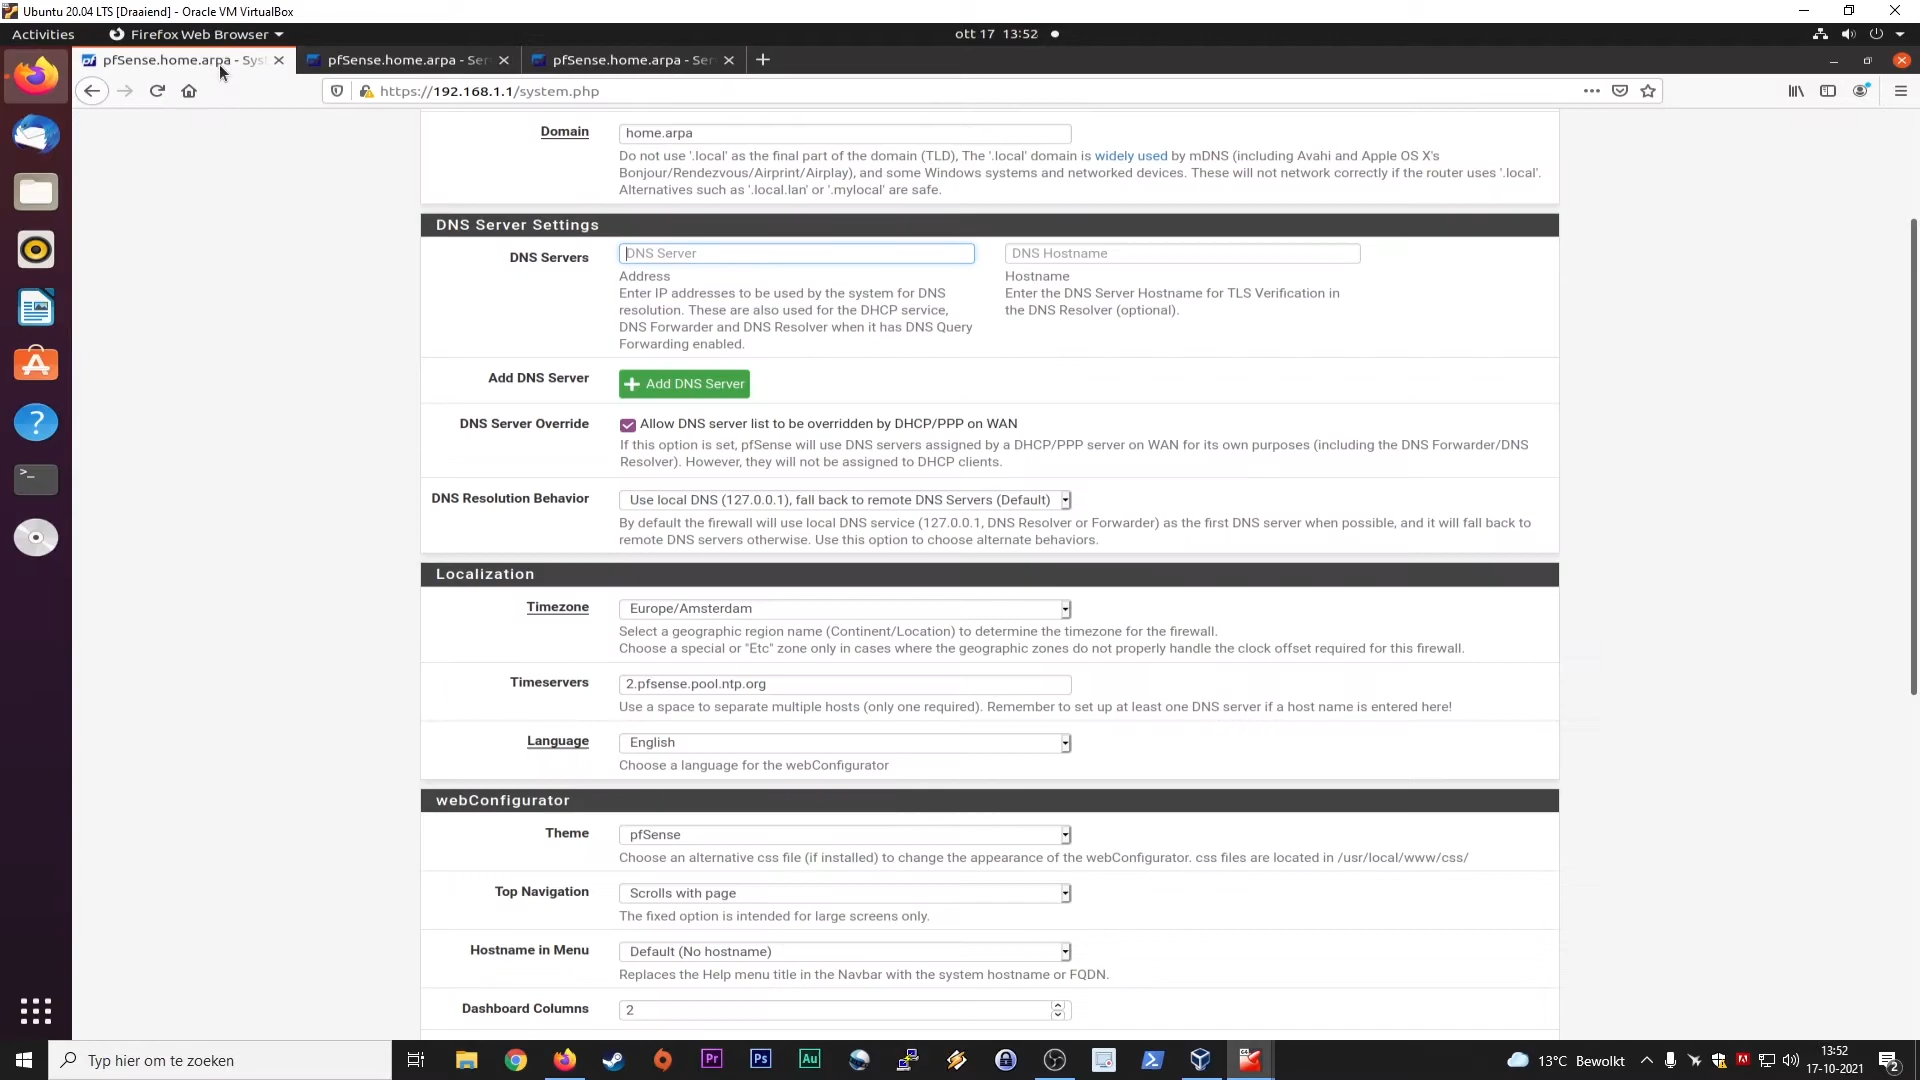 Ubuntu 20.04 LTS [Draaiend] - Oracle VM VirtualBox
Activities
Firefox Web Browser
ott 17 13:52
pfSense.home.arpa - Sys
pfSense.home.arpa - Ser
pfSense.home.arpa - Ser
https://192.168.1.1/system.php
Domain
home.arpa
Do not use '.local' as the final part of the domain (TLD), The '.local' domain is widely used by mDNS (including Avahi and Apple OS X's
Bonjour/Rendezvous/Airprint/Airplay), and some Windows systems and networked devices. These will not network correctly if the router uses '.local'.
Alternatives such as '.local.lan' or '.mylocal' are safe.
DNS Server Settings
DNS Servers
DNS Server
DNS Hostname
Address
Hostname
Enter IP addresses to be used by the system for DNS
resolution. These are also used for the DHCP service,
DNS Forwarder and DNS Resolver when it has DNS Query
Forwarding enabled.
Enter the DNS Server Hostname for TLS Verification in
the DNS Resolver (optional).
Add DNS Server
Add DNS Server
DNS Server Override
Allow DNS server list to be overridden by DHCP/PPP on WAN
If this option is set, pfSense will use DNS servers assigned by a DHCP/PPP server on WAN for its own purposes (including the DNS Forwarder/DNS
Resolver). However, they will not be assigned to DHCP clients.
DNS Resolution Behavior
Use local DNS (127.0.0.1), fall back to remote DNS Servers (Default)
By default the firewall will use local DNS service (127.0.0.1, DNS Resolver or Forwarder) as the first DNS server when possible, and it will fall back to
remote DNS servers otherwise. Use this option to choose alternate behaviors.
Localization
Timezone
Europe/Amsterdam
Select a geographic region name (Continent/Location) to determine the timezone for the firewall.
Choose a special or "Etc" zone only in cases where the geographic zones do not properly handle the clock offset required for this firewall.
Timeservers
2.pfsense.pool.ntp.org
Use a space to separate multiple hosts (only one required). Remember to set up at least one DNS server if a host name is entered here!
Language
English
Choose a language for the webConfigurator
webConfigurator
Theme
pfSense
Choose an alternative css file (if installed) to change the appearance of the webConfigurator. css files are located in /usr/local/www/css/
Top Navigation
Scrolls with page
The fixed option is intended for large screens only.
Hostname in Menu
Default (No hostname)
Replaces the Help menu title in the Navbar with the system hostname or FQDN.
Dashboard Columns
2
Typ hier om te zoeken
Pr
Ps
Au
13°C Bewolkt
13:52
17-10-2021
2